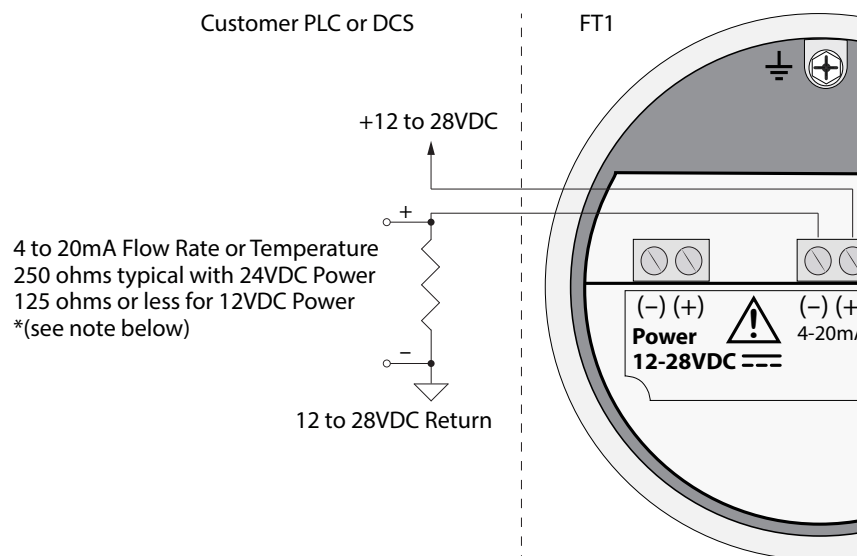 Customer PLC or DCS
FT1
+12 to 28VDC
+
4 to 20mA Flow Rate or Temperature
250 ohms typical with 24VDC Power
125 ohms or less for 12VDC Power
*(see note below)
–
12 to 28VDC Return
(–) (+)
Power
12-28VDC
!
(–) (+
4-20mA